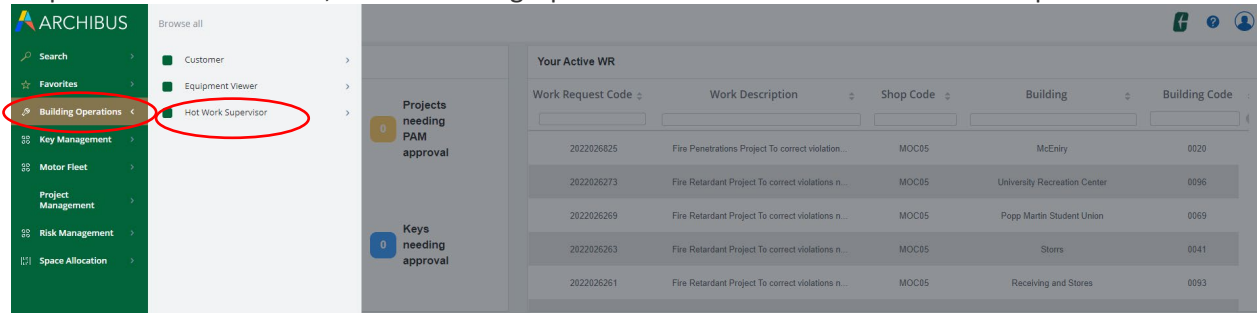 ARCHIBUS
Browse all
Search
Favorites
Building Operations
Key Management
Motor Fleet
Project
Management
Risk Management
Space Allocation
Customer
Equipment Viewer
Hot Work Supervisor
0
Projects
needing
PAM
approval
0
Keys
needing
approval
Your Active WR
Work Request Code Work Description Shop Code Building Building Code
2022026825 Fire Penetrations Project To correct violation... MOC05 McEniry 0020
2022026273 Fire Retardant Project To correct violations n... MOC05 University Recreation Center 0096
2022026269 Fire Retardant Project To correct violations n... MOC05 Popp Martin Student Union 0069
2022026263 Fire Retardant Project To correct violations n... MOC05 Storrs 0041
2022026261 Fire Retardant Project To correct violations n... MOC05 Receiving and Stores 0093